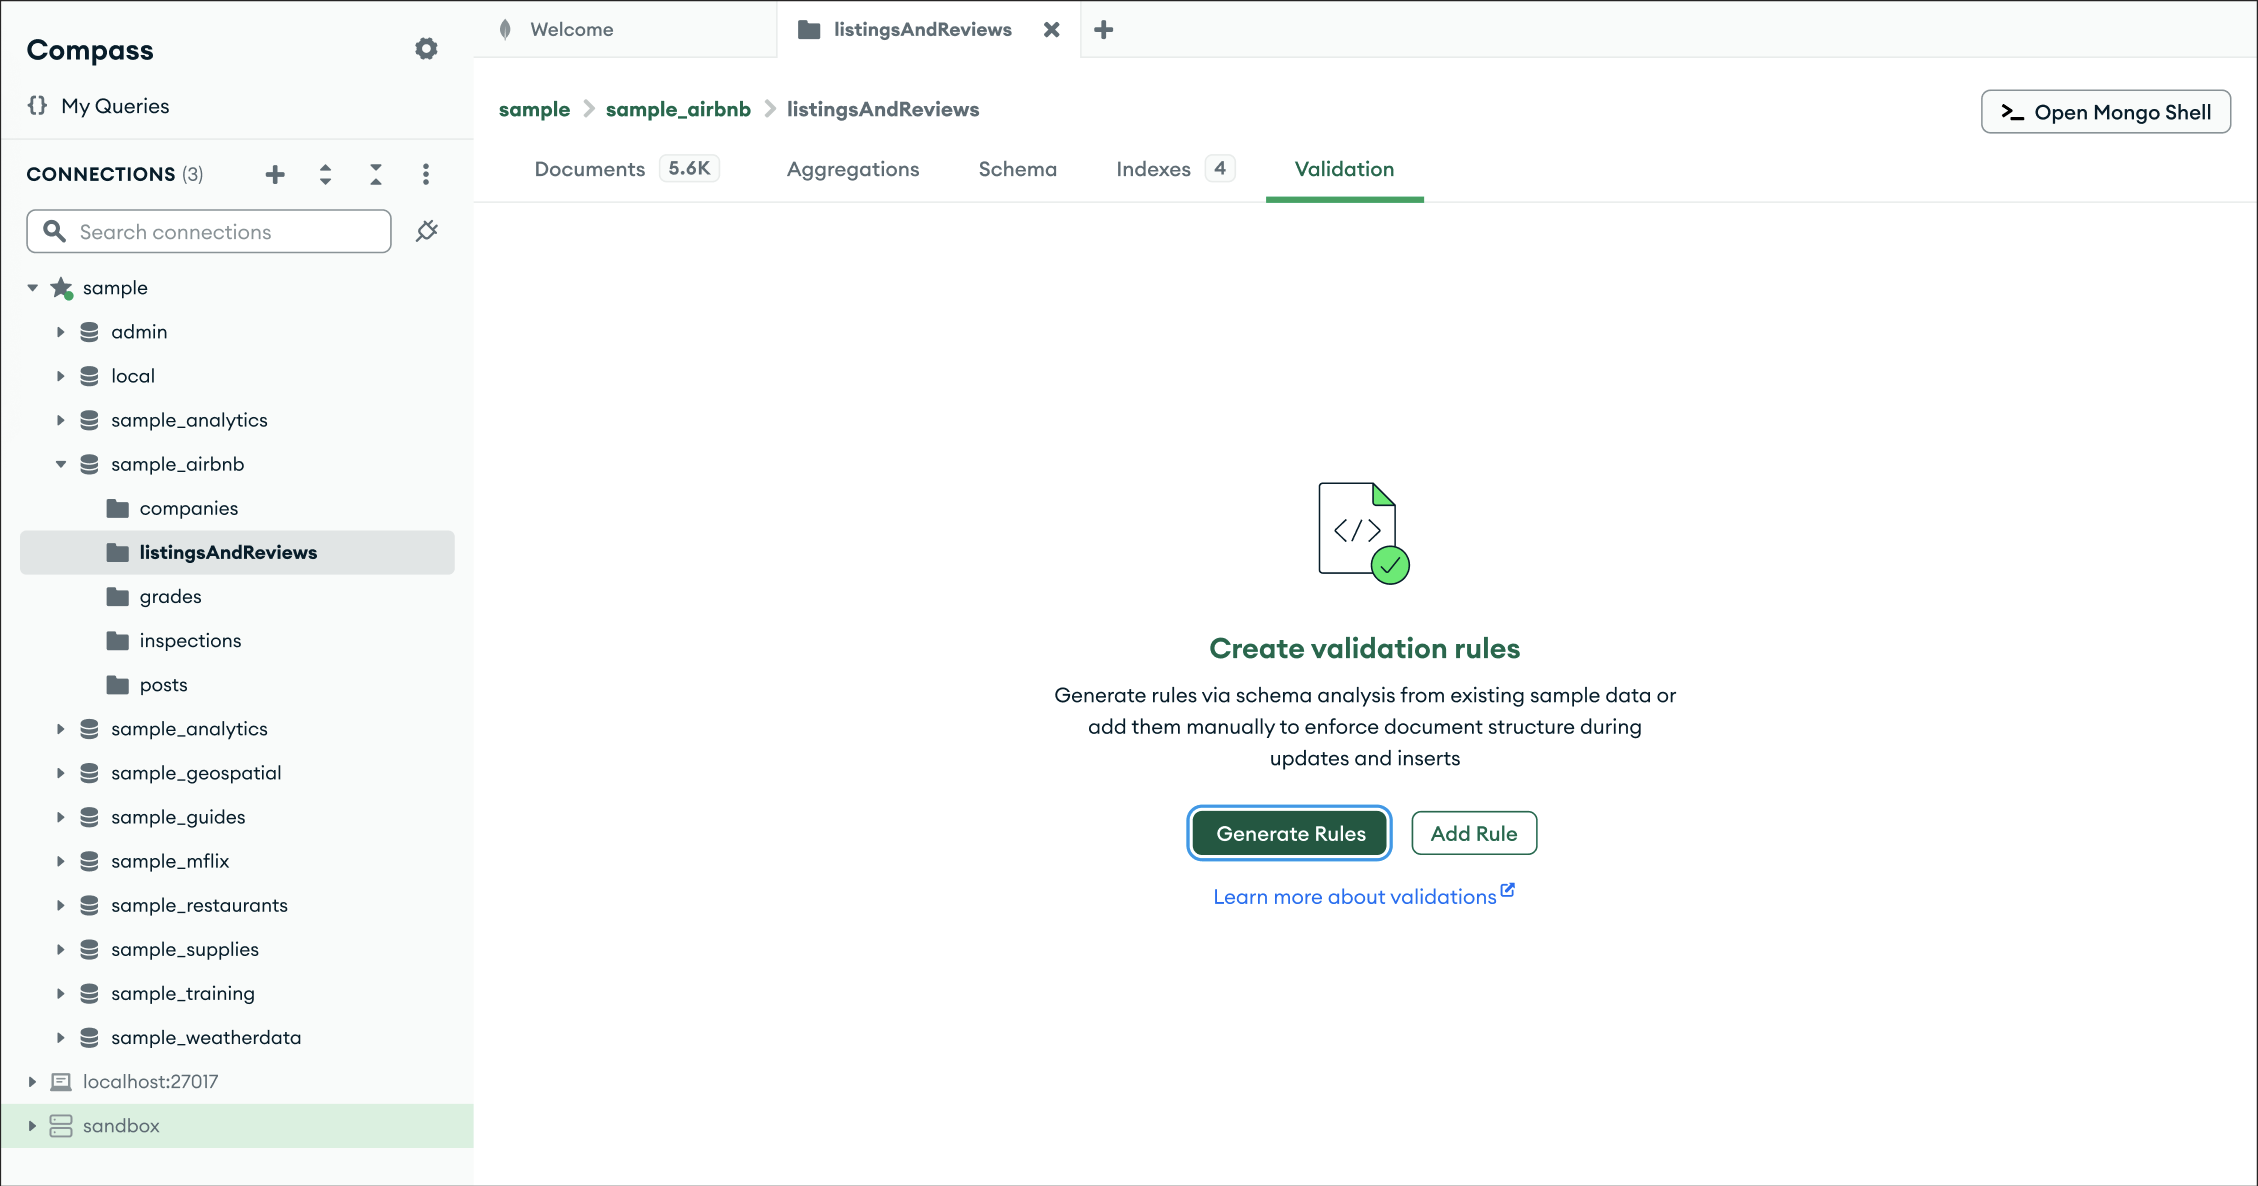 Compass
My Queries
CONNECTIONS (3)
Search connections
sample
admin
local
sample_analytics
sample_airbnb
companies
listingsAndReviews
grades
inspections
posts
sample_analytics
sample_geospatial
sample_guides
sample_mflix
sample_restaurants
sample_supplies
sample_training
sample_weatherdata
localhost:27017
sandbox
Welcome
listingsAndReviews
sample > sample_airbnb > listingsAndReviews
>_ Open Mongo Shell
Documents 5.6K Aggregations Schema Indexes 4 Validation
</>
Create validation rules
Generate rules via schema analysis from existing sample data or
add them manually to enforce document structure during
updates and inserts
Generate Rules
Add Rule
Learn more about validations